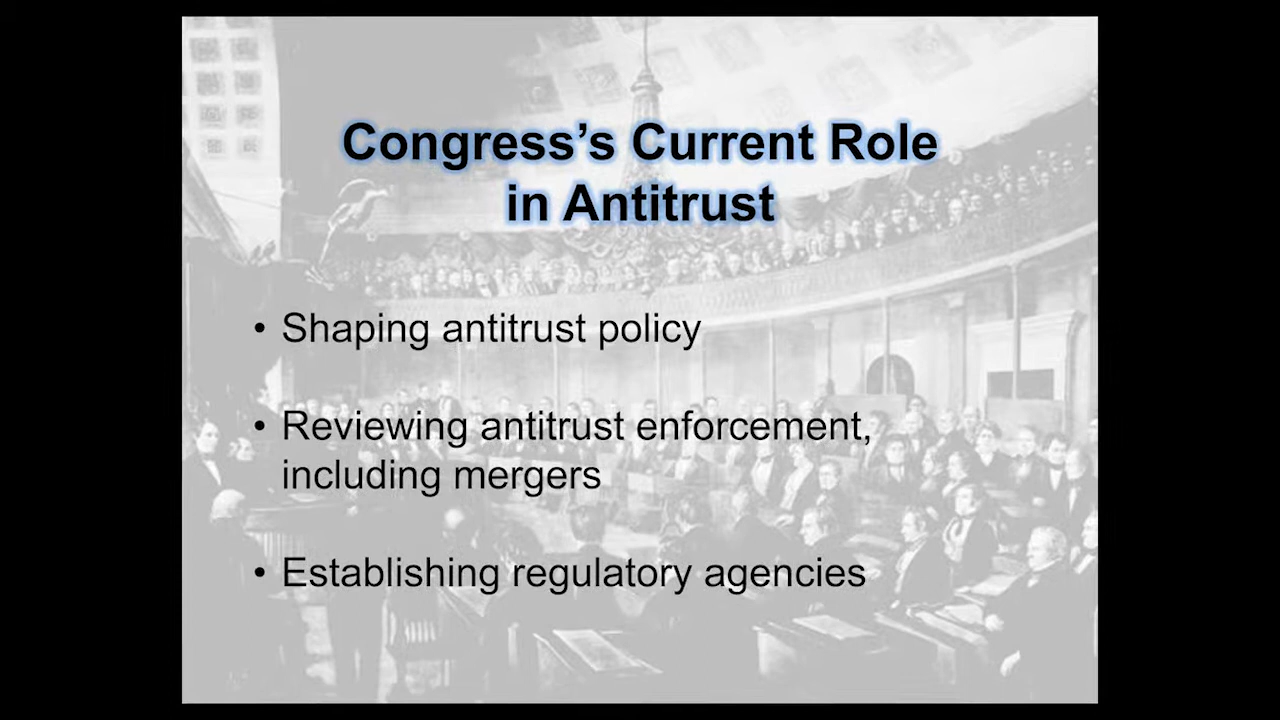 Congress’s Current Role
in Antitrust
• Shaping antitrust policy
• Reviewing antitrust enforcement,
including mergers
• Establishing regulatory agencies